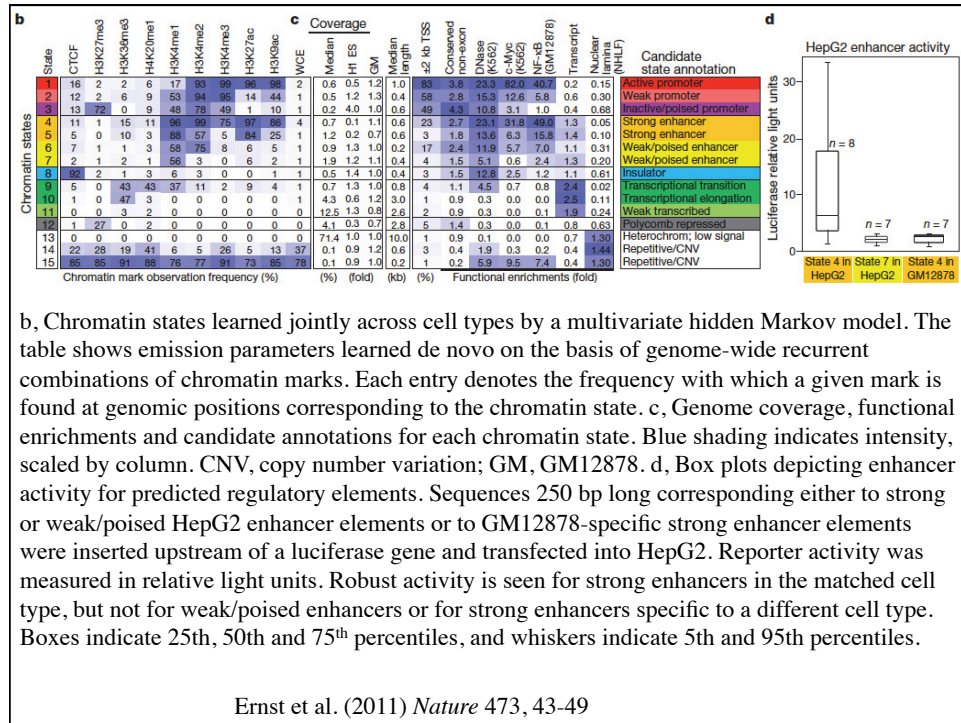 b
c
d
Coverage
State
CTCF
H3K27me3
H3K36me3
H4K20me1
H3K4me1
H3K4me2
H3K4me3
H3K27ac
H3K9ac
WCE
Median
H1 ES
GM
Median length
±2 kb TSS
Conserved non-exon
DNase (K562)
c-Myc (K562)
NF-κB (GM12878)
Transcript
Nuclear lamina (NHLF)
Candidate state annotation
Chromatin states
1 16 2 2 6 17 93 99 96 98 2 0.6 0.5 1.2 1.0 83 3.8 23.3 82.0 40.7 0.2 0.15 Active promoter
2 12 2 6 9 53 94 95 14 44 1 0.5 1.2 1.3 0.4 58 2.8 15.3 12.6 5.8 0.6 0.30 Weak promoter
3 13 72 0 9 48 78 49 1 10 1 0.2 4.0 1.0 0.6 49 4.3 10.8 3.1 1.0 0.4 0.68 Inactive/poised promoter
4 11 1 15 11 96 99 75 97 86 4 0.7 0.1 1.1 0.6 23 2.7 23.1 31.8 49.0 1.3 0.05 Strong enhancer
5 5 0 10 3 88 57 5 84 25 1 1.2 0.2 0.7 0.6 3 1.8 13.6 6.3 15.8 1.4 0.10 Strong enhancer
6 7 1 1 3 58 75 8 6 5 1 0.9 1.3 1.0 0.2 17 2.4 11.9 5.7 7.0 1.1 0.31 Weak/poised enhancer
7 2 1 2 1 56 3 0 6 2 1 1.9 1.2 1.1 0.4 4 1.5 5.1 0.6 2.4 1.3 0.20 Weak/poised enhancer
8 92 2 1 3 6 3 0 0 1 1 0.5 1.4 1.0 0.4 3 1.5 12.8 2.5 1.2 1.1 0.61 Insulator
9 5 0 43 43 37 11 2 9 4 1 0.7 1.3 1.0 0.8 4 1.1 4.5 0.7 0.8 2.4 0.02 Transcriptional transition
10 1 0 47 3 0 0 0 0 0 1 4.3 0.6 1.2 3.0 1 0.9 0.3 0.0 0.0 2.5 0.11 Transcriptional elongation
11 0 0 3 2 0 0 0 0 0 0 12.5 1.3 0.8 2.6 2 0.9 0.3 0.0 0.1 1.9 0.24 Weak transcribed
12 1 27 0 2 0 0 0 0 0 0 4.1 0.3 0.7 2.8 5 1.4 0.3 0.0 0.1 0.8 0.63 Polycomb repressed
13 0 0 0 0 0 0 0 0 0 0 71.4 1.0 1.0 10.0 1 0.9 0.1 0.0 0.0 0.7 1.30 Heterochrom; low signal
14 22 28 19 41 6 5 26 5 13 37 0.1 0.9 1.2 0.6 3 0.4 1.9 0.3 0.2 0.4 1.44 Repetitive/CNV
15 85 85 91 88 76 77 91 73 85 78 0.1 1.0 1.2 0.2 1 0.2 5.9 9.5 7.4 0.4 1.30 Repetitive/CNV
Chromatin mark observation frequency (%)
(%) (fold) (kb) (%) Functional enrichments (fold)
HepG2 enhancer activity
Luciferase relative light units
30
20
10
0
n = 8
n = 7
n = 7
State 4 in HepG2
State 7 in HepG2
State 4 in GM12878
b, Chromatin states learned jointly across cell types by a multivariate hidden Markov model. The
table shows emission parameters learned de novo on the basis of genome-wide recurrent
combinations of chromatin marks. Each entry denotes the frequency with which a given mark is
found at genomic positions corresponding to the chromatin state. c, Genome coverage, functional
enrichments and candidate annotations for each chromatin state. Blue shading indicates intensity,
scaled by column. CNV, copy number variation; GM, GM12878. d, Box plots depicting enhancer
activity for predicted regulatory elements. Sequences 250 bp long corresponding either to strong
or weak/poised HepG2 enhancer elements or to GM12878-specific strong enhancer elements
were inserted upstream of a luciferase gene and transfected into HepG2. Reporter activity was
measured in relative light units. Robust activity is seen for strong enhancers in the matched cell
type, but not for weak/poised enhancers or for strong enhancers specific to a different cell type.
Boxes indicate 25th, 50th and 75th percentiles, and whiskers indicate 5th and 95th percentiles.
Ernst et al. (2011) Nature 473, 43-49